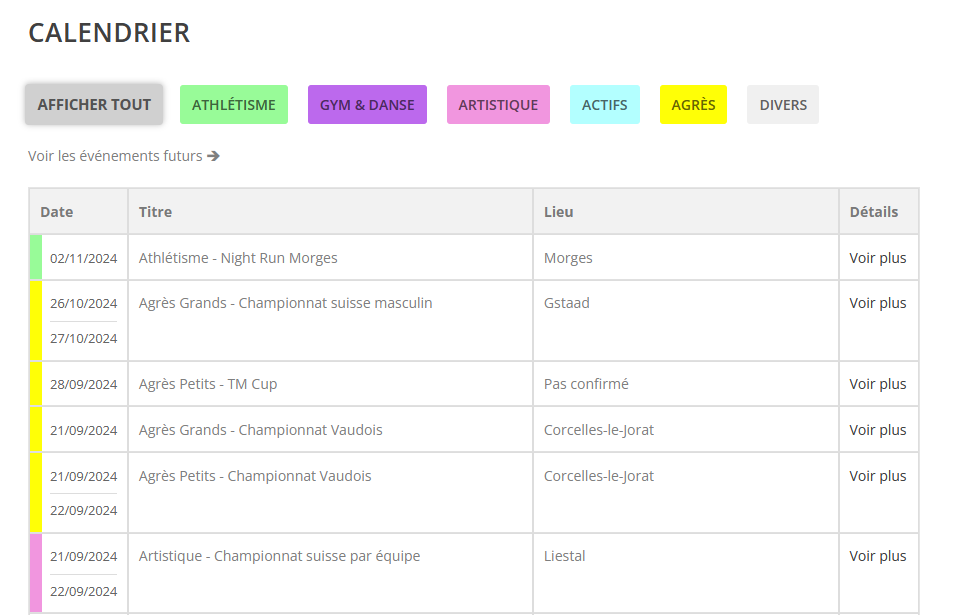 CALENDRIER
AFFICHER TOUT ATHLÉTISME GYM & DANSE ARTISTIQUE ACTIFS AGRÈS DIVERS
Voir les événements futurs →
Date Titre Lieu Détails
02/11/2024 Athlétisme - Night Run Morges Morges Voir plus
26/10/2024 Agrès Grands - Championnat suisse masculin Gstaad Voir plus
27/10/2024
28/09/2024 Agrès Petits - TM Cup Pas confirmé Voir plus
21/09/2024 Agrès Grands - Championnat Vaudois Corcelles-le-Jorat Voir plus
21/09/2024 Agrès Petits - Championnat Vaudois Corcelles-le-Jorat Voir plus
22/09/2024
21/09/2024 Artistique - Championnat suisse par équipe Liestal Voir plus
22/09/2024